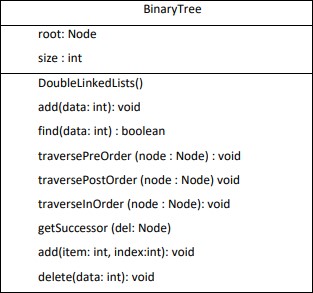 BinaryTree
root: Node
size : int
DoubleLinkedLists()
add(data: int): void
find(data: int) : boolean
traversePreOrder (node : Node) : void
traversePostOrder (node : Node) void
traverseInOrder (node : Node): void
getSuccessor (del: Node)
add(item: int, index:int): void
delete(data: int): void